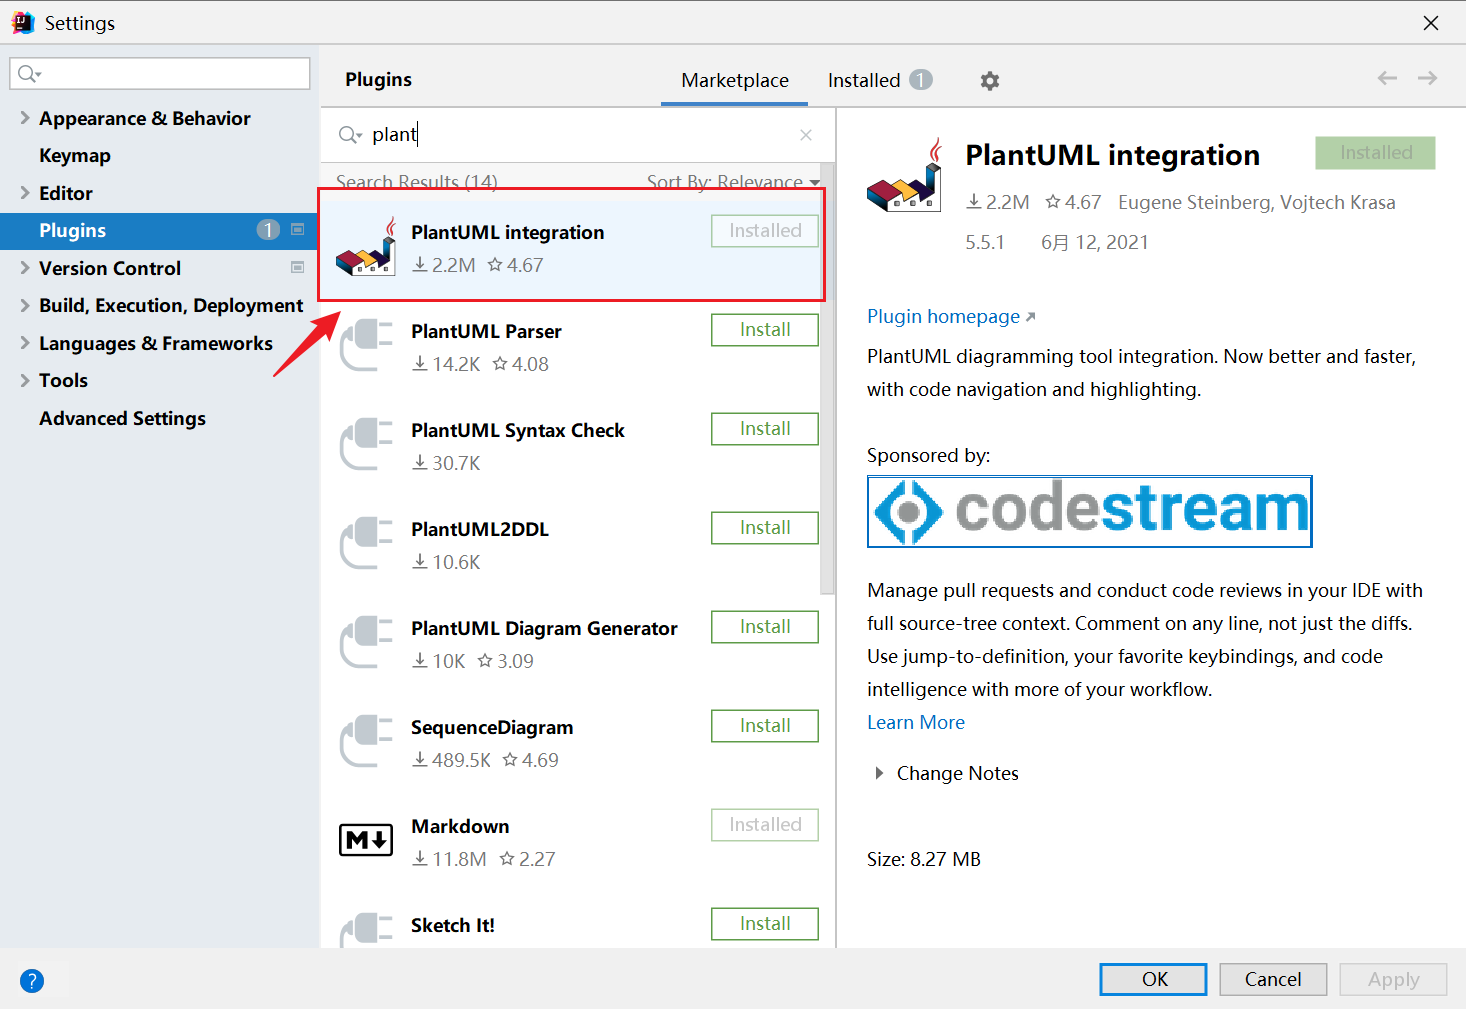 Settings
Appearance & Behavior
Keymap
Editor
Plugins 1
Version Control
Build, Execution, Deployment
Languages & Frameworks
Tools
Advanced Settings
Plugins
Marketplace
Installed 1
plant
Search Results (14)
Sort By: Relevance
PlantUML integration
Installed
2.2M 4.67
PlantUML Parser
Install
14.2K 4.08
PlantUML Syntax Check
Install
30.7K
PlantUML2DDL
Install
10.6K
PlantUML Diagram Generator
Install
10K 3.09
SequenceDiagram
Install
489.5K 4.69
Markdown
Installed
11.8M 2.27
Sketch It!
Install
PlantUML integration
Installed
2.2M 4.67 Eugene Steinberg, Vojtech Krasa
5.5.1 6月 12, 2021
Plugin homepage
PlantUML diagramming tool integration. Now better and faster,
with code navigation and highlighting.
Sponsored by:
codestream
Manage pull requests and conduct code reviews in your IDE with
full source-tree context. Comment on any line, not just the diffs.
Use jump-to-definition, your favorite keybindings, and code
intelligence with more of your workflow.
Learn More
Change Notes
Size: 8.27 MB
?
OK
Cancel
Apply